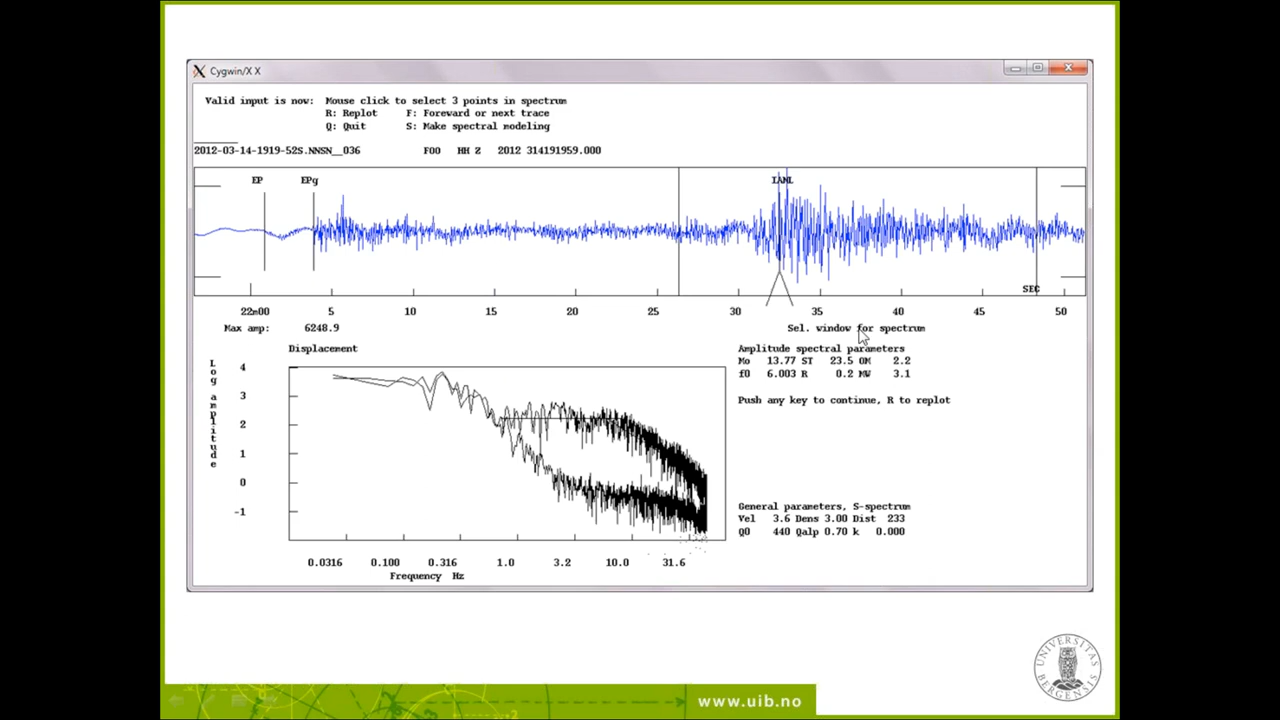 Cygwin/X X
Valid input is now: Mouse click to select 3 points in spectrum
R: Replot F: Foreward or next trace
Q: Quit S: Make spectral modeling
2012-03-14-1919-52S.NNSN__036 FOO HH Z 2012 314191959.000
EP EPg IAML
SEC
22m00 5 10 15 20 25 30 35 40 45 50
Max amp: 6248.9 Sel. window for spectrum
Displacement Amplitude spectral parameters
Mo 13.77 ST 23.5 OM 2.2
f0 6.003 R 0.2 MW 3.1
Push any key to continue, R to replot
Log amplitude
4
3
2
1
0
-1
General parameters, S-spectrum
Vel 3.6 Dens 3.00 Dist 233
Q0 440 Qalp 0.70 k 0.000
0.0316 0.100 0.316 1.0 3.2 10.0 31.6
Frequency Hz
UNIVERSITAS BERGENSIS
www.uib.no